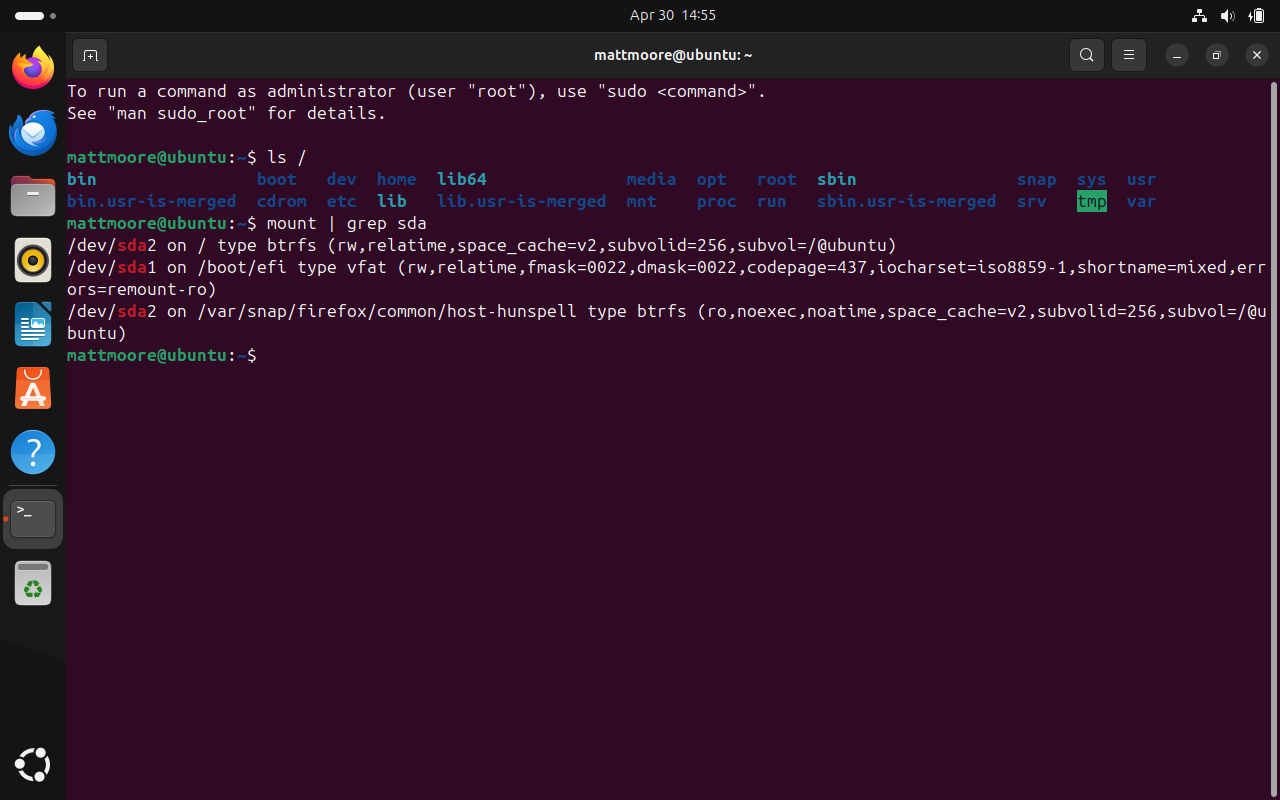 Apr 30 14:55
mattmoore@ubuntu: ~
To run a command as administrator (user "root"), use "sudo <command>".
See "man sudo_root" for details.
mattmoore@ubuntu:~$ ls /
bin boot dev home lib64 media opt root sbin snap sys usr
bin.usr-is-merged cdrom etc lib lib.usr-is-merged mnt proc run sbin.usr-is-merged srv tmp var
mattmoore@ubuntu:~$ mount | grep sda
/dev/sda2 on / type btrfs (rw,relatime,space_cache=v2,subvolid=256,subvol=/@ubuntu)
/dev/sda1 on /boot/efi type vfat (rw,relatime,fmask=0022,dmask=0022,codepage=437,iocharset=iso8859-1,shortname=mixed,err
ors=remount-ro)
/dev/sda2 on /var/snap/firefox/common/host-hunspell type btrfs (ro,noexec,noatime,space_cache=v2,subvolid=256,subvol=/@u
buntu)
mattmoore@ubuntu:~$